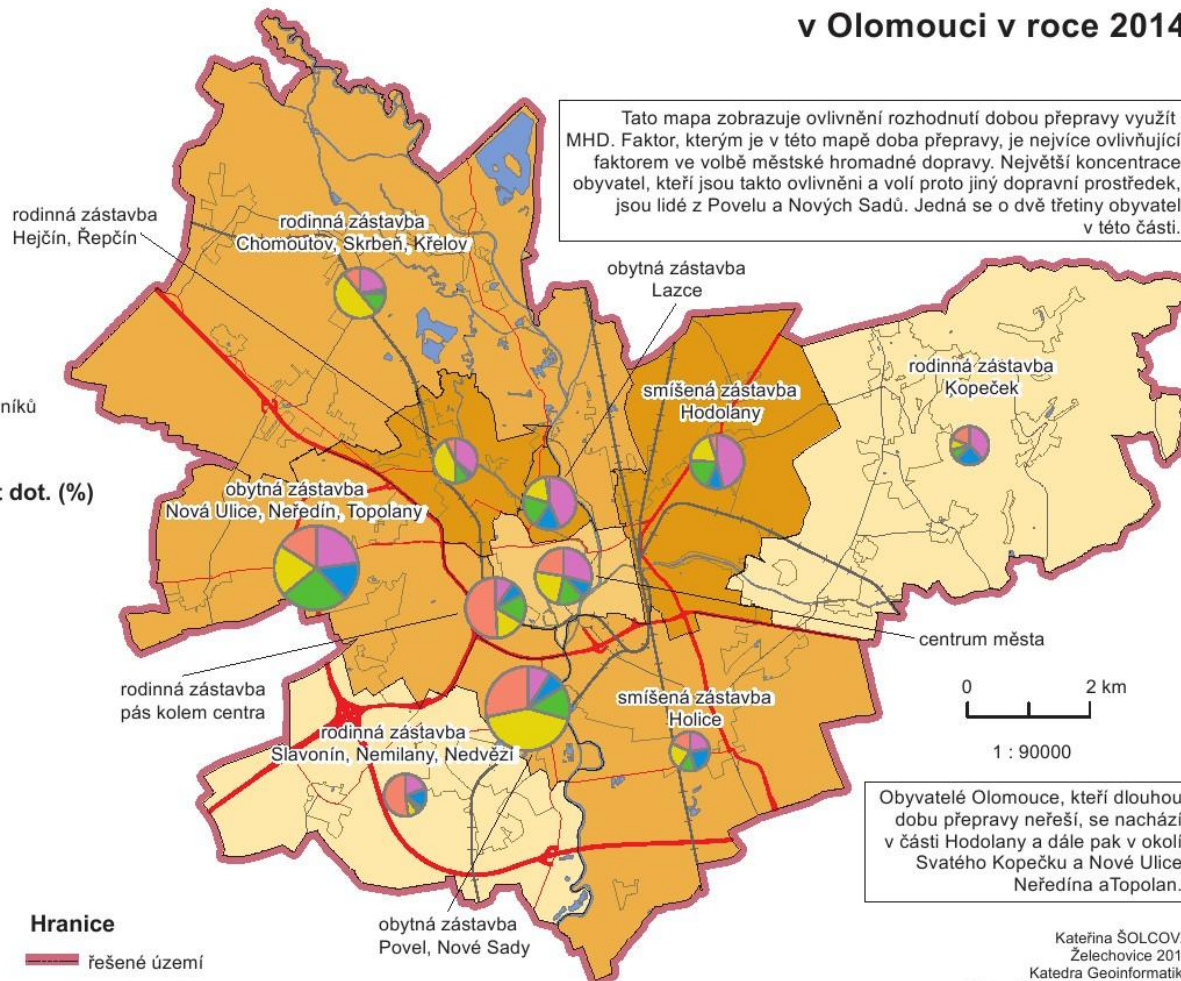 v Olomouci v roce 2014
Tato mapa zobrazuje ovlivnění rozhodnutí dobou přepravy využít
MHD. Faktor, kterým je v této mapě doba přepravy, je nejvíce ovlivňující
faktorem ve volbě městské hromadné dopravy. Největší koncentrace
obyvatel, kteří jsou takto ovlivněni a volí proto jiný dopravní prostředek,
jsou lidé z Povelu a Nových Sadů. Jedná se o dvě třetiny obyvatel
v této části.
rodinná zástavba
Hejčín, Řepčín
rodinná zástavba
Chomoutov, Skrbeň, Křelov
obytná zástavba
Lazce
smíšená zástavba
Hodolany
rodinná zástavba
Kopeček
níků
t dot. (%)
obytná zástavba
Nová Ulice, Neředín, Topolany
centrum města
rodinná zástavba
pás kolem centra
smíšená zástavba
Holice
0 2 km
1 : 90000
rodinná zástavba
Slavonín, Nemilany, Nedvězí
Obyvatelé Olomouce, kteří dlouhou
dobu přepravy neřeší, se nachází
v části Hodolany a dále pak v okolí
Svatého Kopečku a Nové Ulice
Neředína aTopolan.
obytná zástavba
Povel, Nové Sady
Hranice
řešené území
Kateřina ŠOLCOV
Želechovice 201
Katedra Geoinformatik